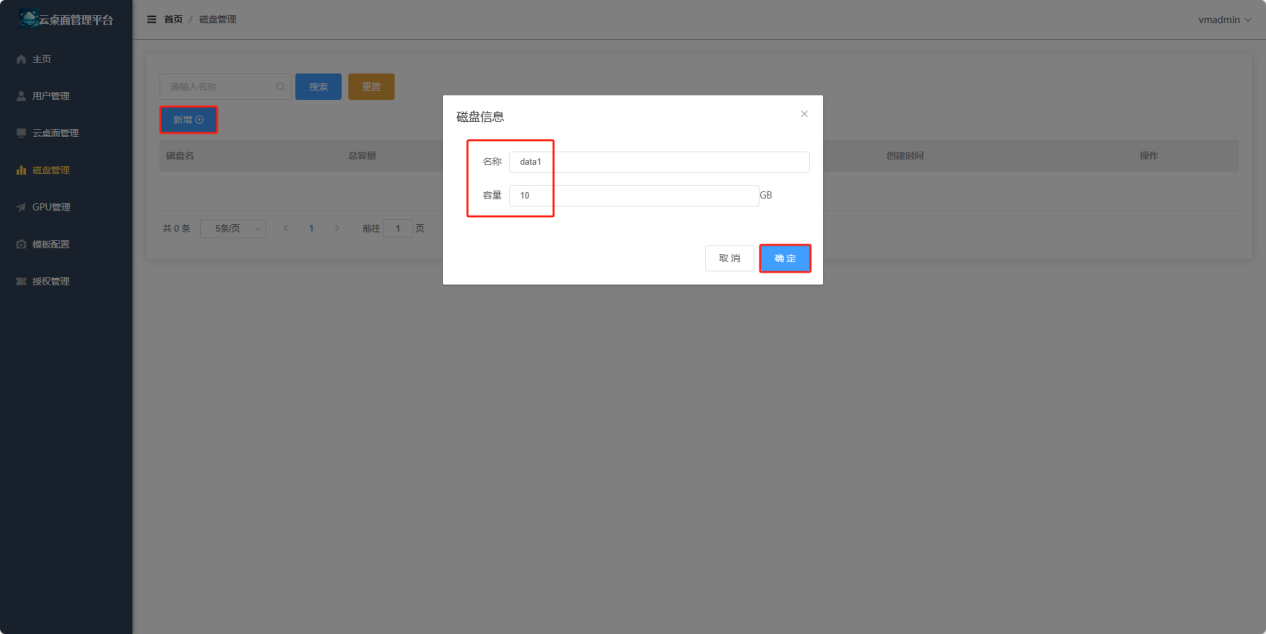 云桌面管理平台
首页 / 磁盘管理
vmadmin
主页
用户管理
云桌面管理
磁盘管理
GPU管理
模板配置
授权管理
请输入名称
搜索
重置
新增
磁盘名
总容量
创建时间
操作
共 0 条
5条/页
1
前往 1 页
磁盘信息
名称 data1
容量 10 GB
取 消
确 定